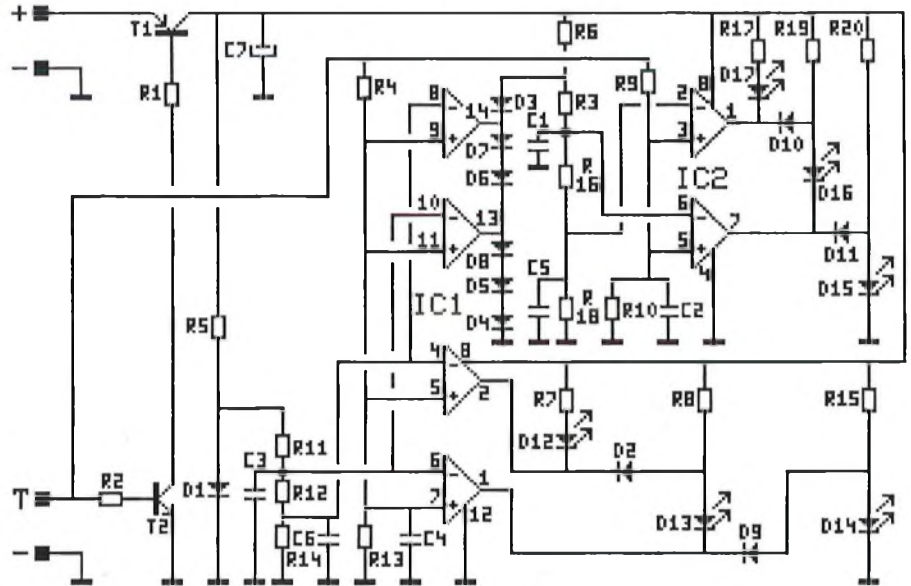 + T1 R6 R17 R19 R20
- C7 R4 R9 D17 8
R1 8 14 D3 R3 2 1
9 D7 C1 3 D10
D6 R 16 IC2 D16
10 13 6 7
11 D8 C5 5 D11
D5 R 18 4 D15
R5 IC1 D4 R10 C2
4 8
5 2 R7 R8 R15
R11 D12
C3 6 1 D2
T R2 D1 R12 7 12 D13 D14
T2 C6 R14 R13 C4 D9
-